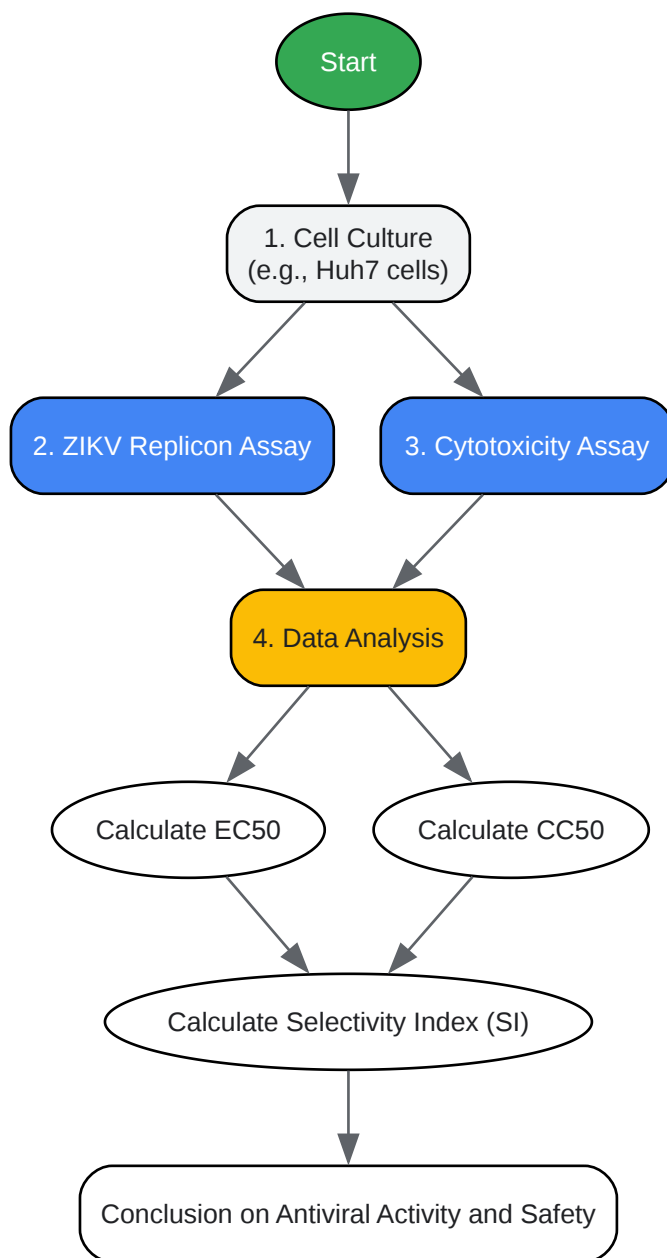 Start
1. Cell Culture
(e.g., Huh7 cells)
2. ZIKV Replicon Assay
3. Cytotoxicity Assay
4. Data Analysis
Calculate EC50
Calculate CC50
Calculate Selectivity Index (SI)
Conclusion on Antiviral Activity and Safety